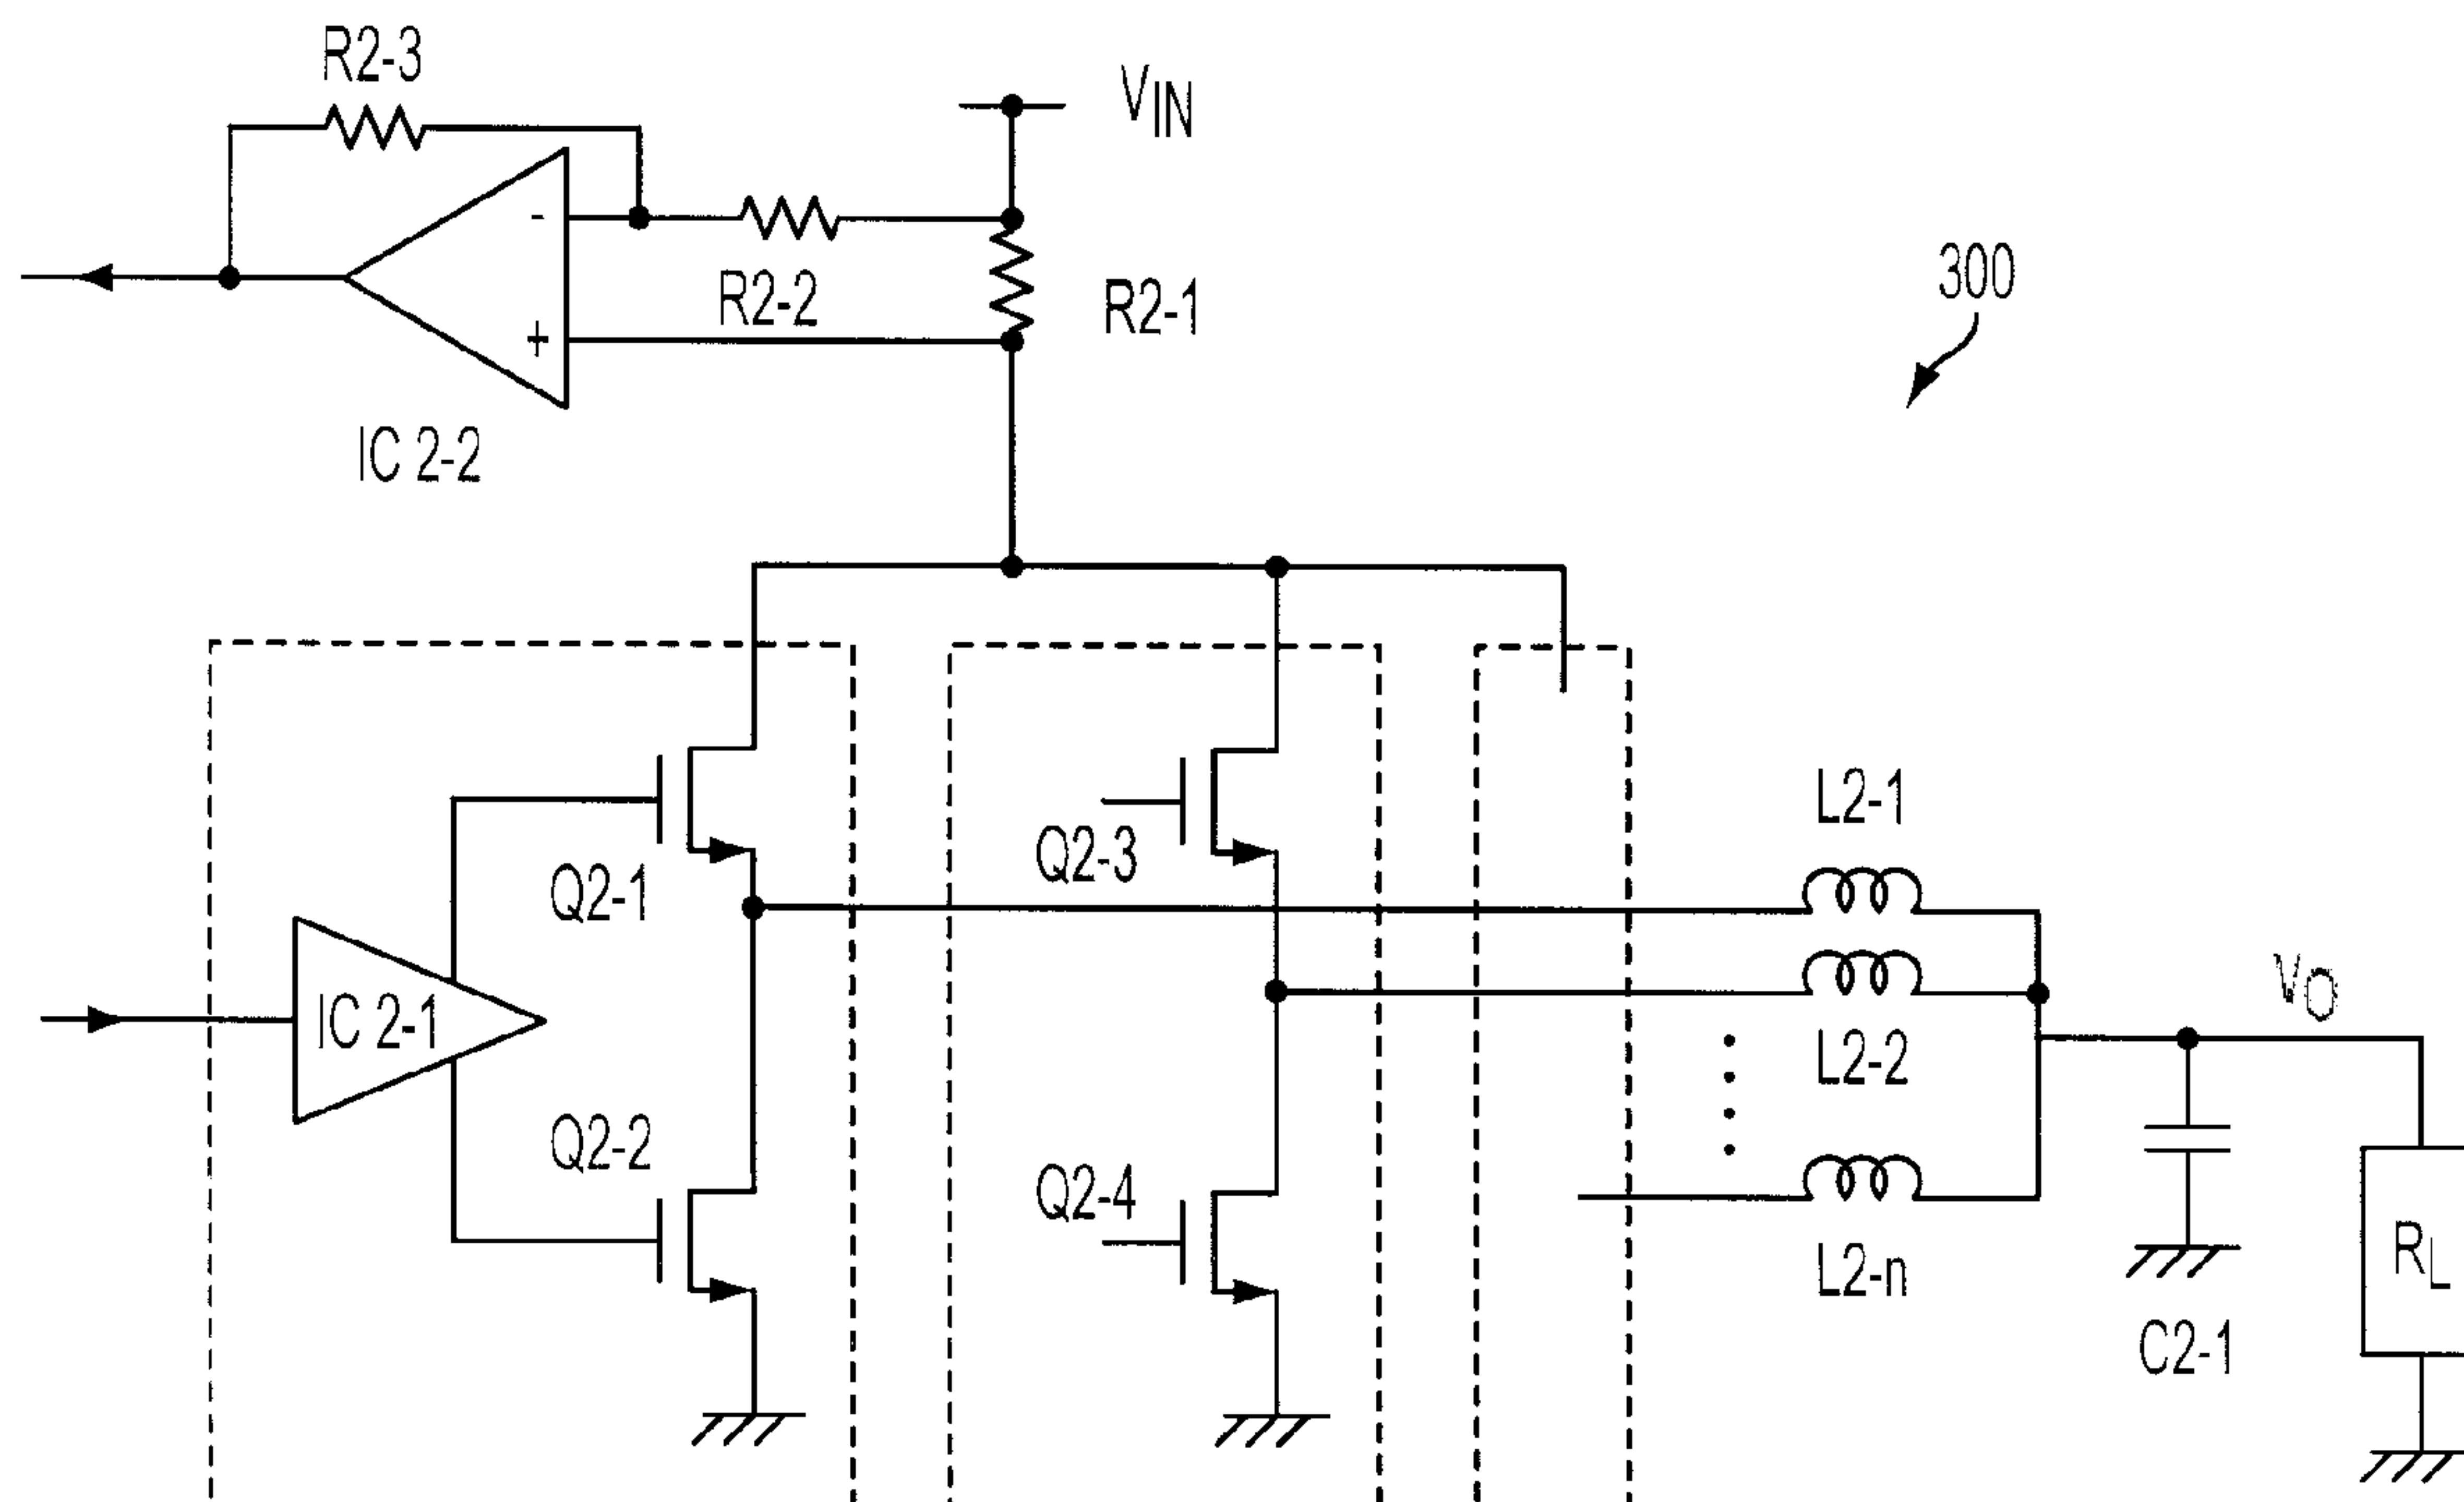 R2-3
VIN
-
R2-2
R2-1
300
+
IC 2-2
L2-1
Q2-1
Q2-3
VO
IC 2-1
L2-2
Q2-2
Q2-4
L2-n
RL
C2-1